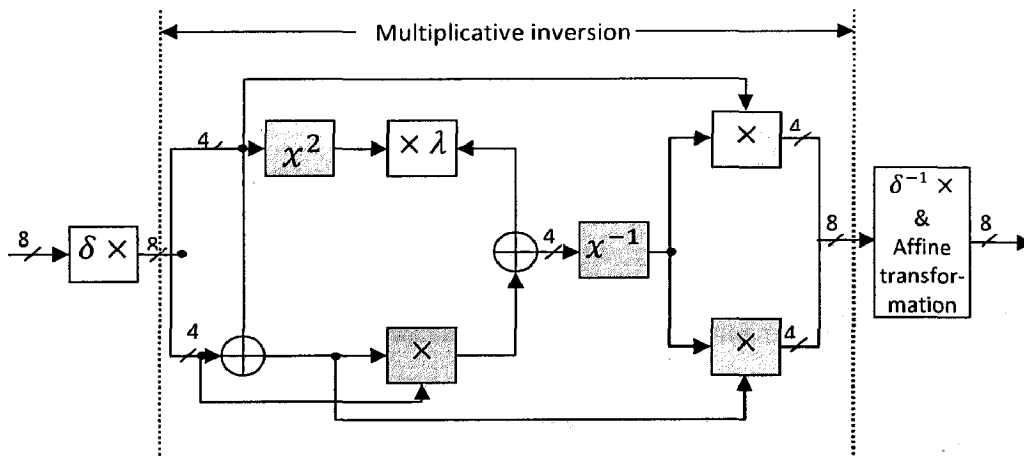 Multiplicative inversion
4
x²
× λ
×
4
8
δ ×
8
4
x⁻¹
8
δ⁻¹ ×
&
Affine
transfor-
mation
8
4
×
×
4